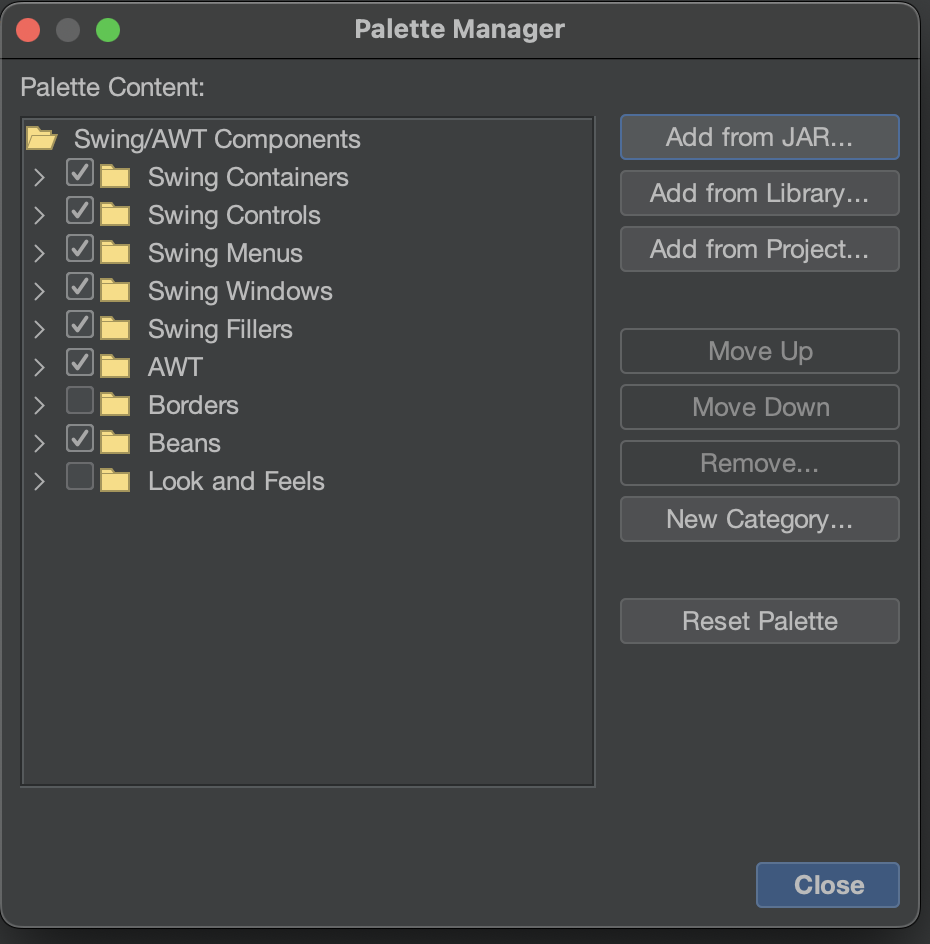 Palette Manager
Palette Content:
Swing/AWT Components
Swing Containers
Swing Controls
Swing Menus
Swing Windows
Swing Fillers
AWT
Borders
Beans
Look and Feels
Add from JAR...
Add from Library...
Add from Project...
Move Up
Move Down
Remove...
New Category...
Reset Palette
Close